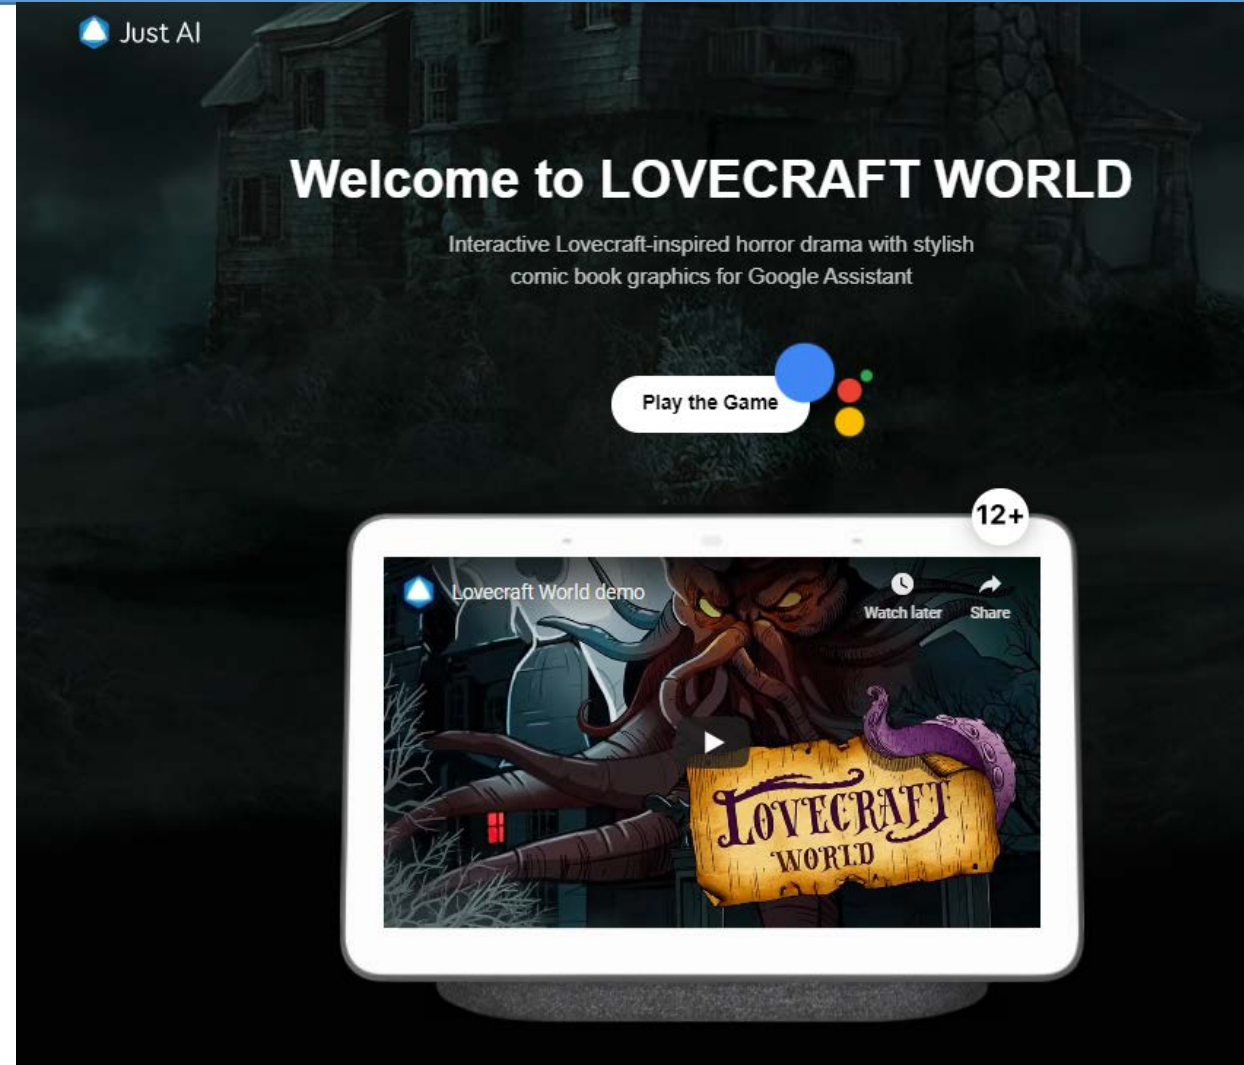 Just AI
Welcome to LOVECRAFT WORLD
Interactive Lovecraft-inspired horror drama with stylish
comic book graphics for Google Assistant
Play the Game
12+
Lovecraft World demo
Watch later
Share
LOVECRAFT
WORLD